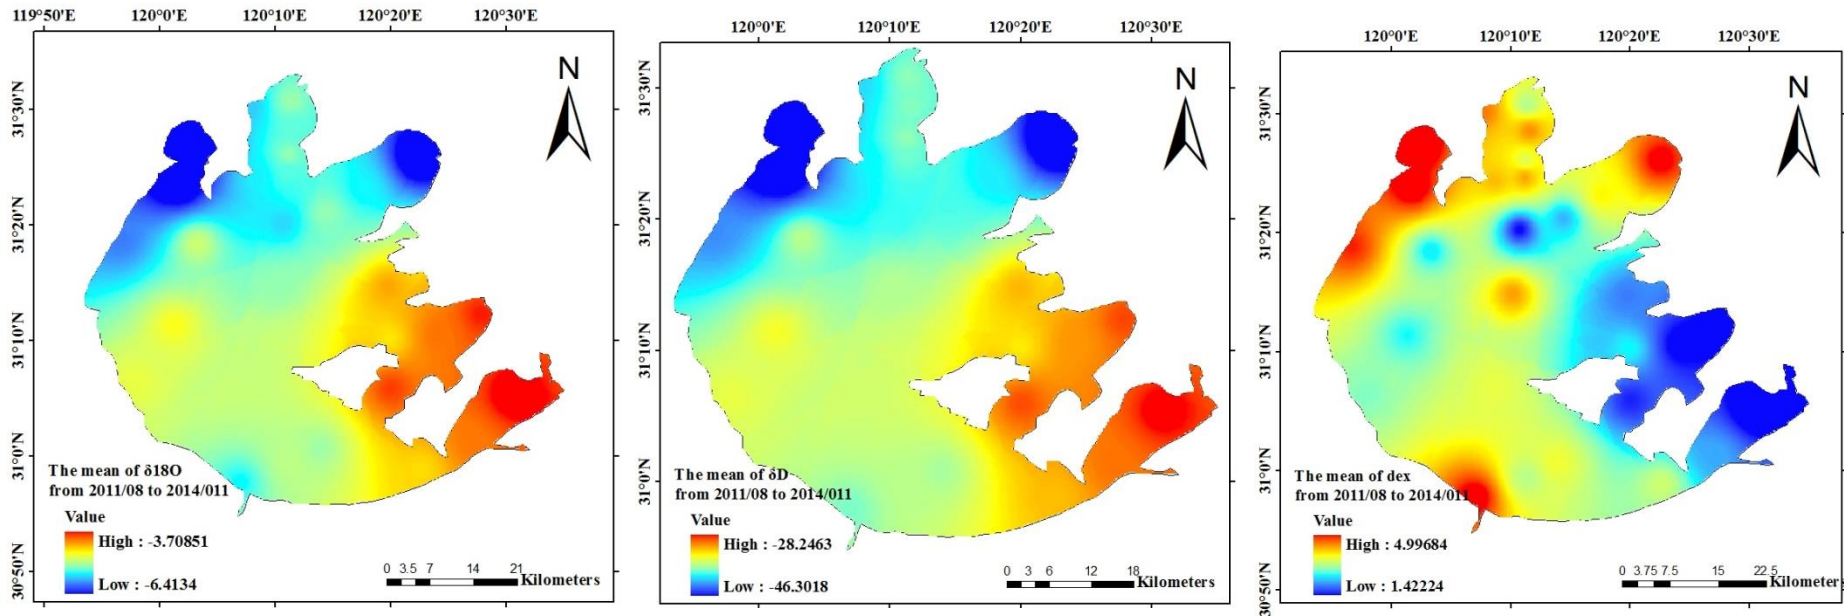 119°50'E 120°0'E 120°10'E 120°20'E 120°30'E
31°30'N
31°20'N
31°10'N
31°0'N
30°50'N
N
The mean of δ18O
from 2011/08 to 2014/011
Value
High : -3.70851
Low : -6.4134
0 3.5 7 14 21
Kilometers
120°0'E 120°10'E 120°20'E 120°30'E
31°30'N
31°20'N
31°10'N
31°0'N
N
The mean of δD
from 2011/08 to 2014/011
Value
High : -28.2463
Low : -46.3018
0 3 6 12 18
Kilometers
120°0'E 120°10'E 120°20'E 120°30'E
31°30'N
31°20'N
31°10'N
31°0'N
30°50'N
N
The mean of dex
from 2011/08 to 2014/011
Value
High : 4.99684
Low : 1.42224
0 3.75 7.5 15 22.5
Kilometer